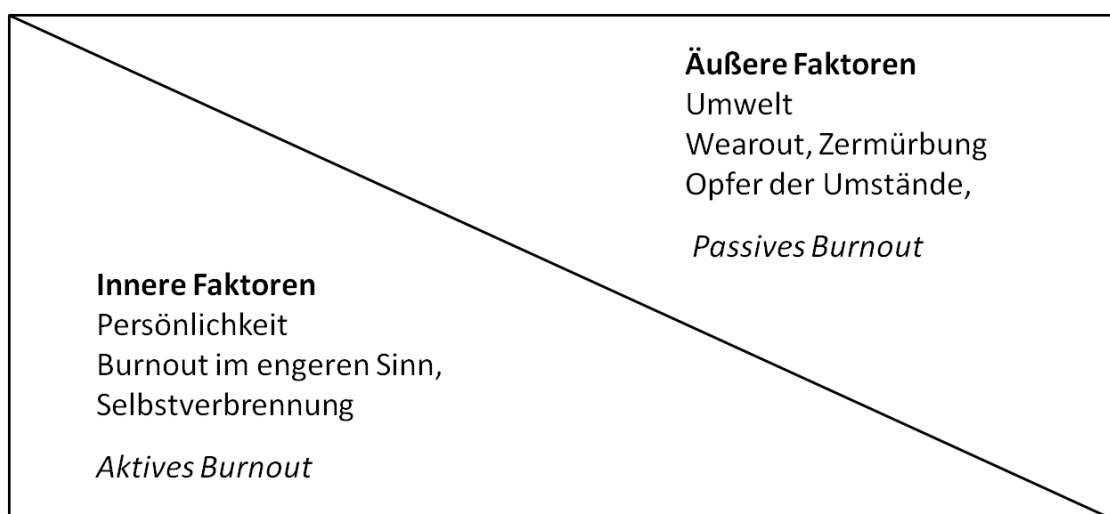 Äußere Faktoren
Umwelt
Wearout, Zermürbung
Opfer der Umstände,
Passives Burnout
Innere Faktoren
Persönlichkeit
Burnout im engeren Sinn,
Selbstverbrennung
Aktives Burnout